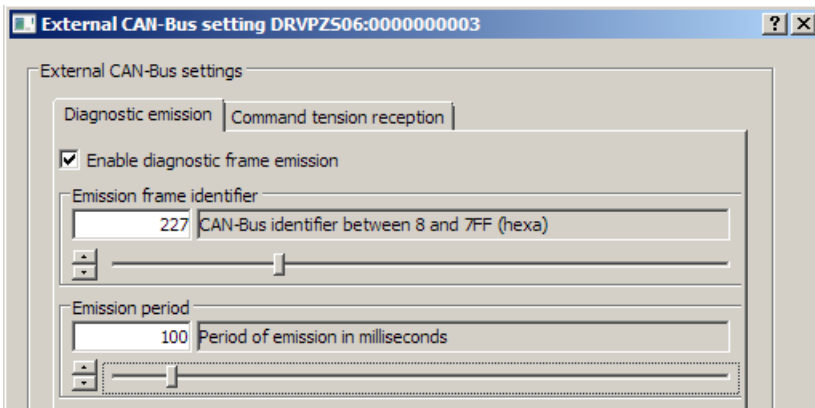 External CAN-Bus setting DRVPZS06:0000000003
External CAN-Bus settings
Diagnostic emission Command tension reception
Enable diagnostic frame emission
Emission frame identifier
227 CAN-Bus identifier between 8 and 7FF (hexa)
Emission period
100 Period of emission in milliseconds